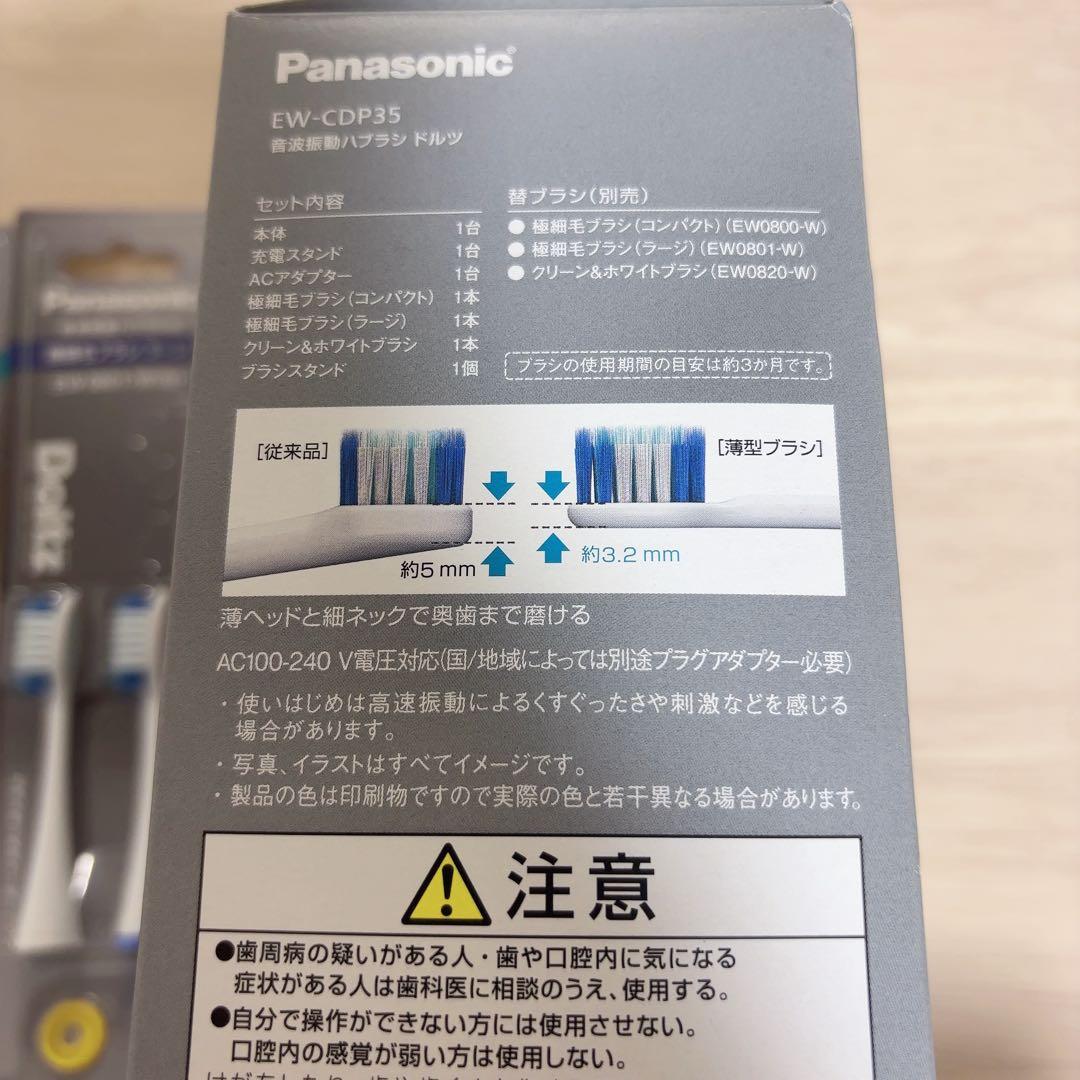 Panasonic
EW-CDP35
音波振動ハブラシ ドルツ
セット内容
本体 1台
充電スタンド 1台
ACアダプター 1台
極細毛ブラシ(コンパクト) 1本
極細毛ブラシ(ラージ) 1本
クリーン&ホワイトブラシ 1本
ブラシスタンド 1個
替ブラシ(別売)
● 極細毛ブラシ(コンパクト)(EW0800-W)
● 極細毛ブラシ(ラージ)(EW0801-W)
● クリーン&ホワイトブラシ(EW0820-W)
ブラシの使用期間の目安は約3か月です。
[従来品]
[薄型ブラシ]
約5 mm
約3.2 mm
薄ヘッドと細ネックで奥歯まで磨ける
AC100-240 V電圧対応(国/地域によっては別途プラグアダプター必要)
・使いはじめは高速振動によるくすぐったさや刺激などを感じる
場合があります。
・写真、イラストはすべてイメージです。
・製品の色は印刷物ですので実際の色と若干異なる場合があります。
注意
●歯周病の疑いがある人・歯や口腔内に気になる
症状がある人は歯科医に相談のうえ、使用する。
●自分で操作ができない方には使用させない。
口腔内の感覚が弱い方は使用しない。
Panasonic
Doltz